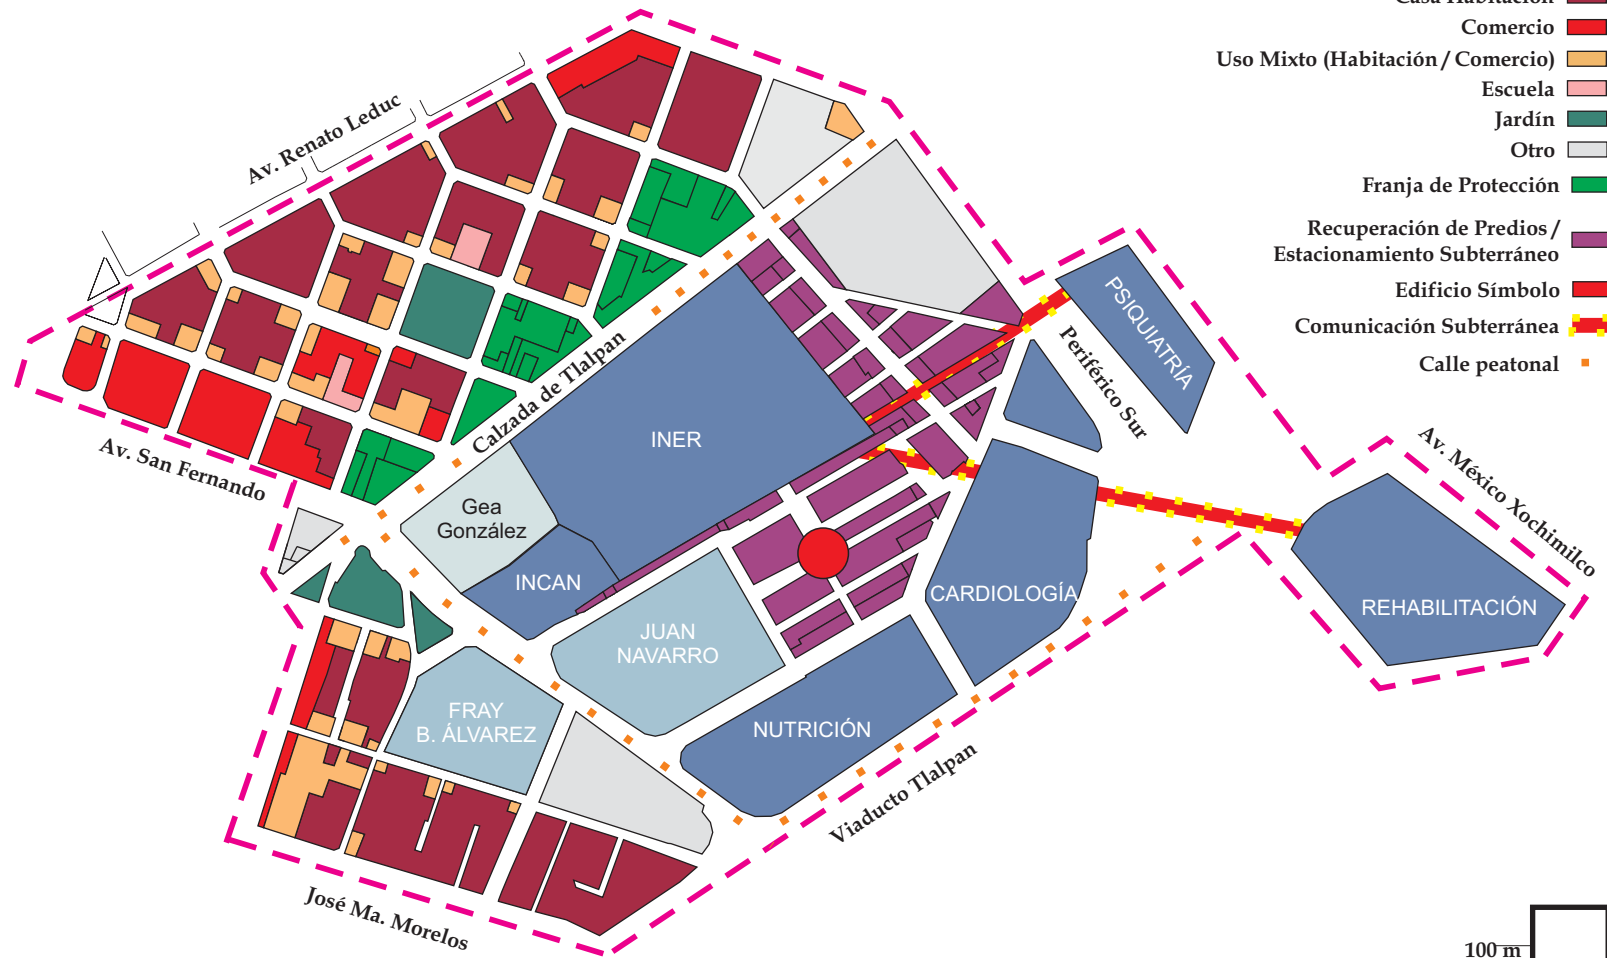 Casa Habitación
Comercio
Uso Mixto (Habitación / Comercio)
Escuela
Jardín
Otro
Franja de Protección
Recuperación de Predios /
Estacionamiento Subterráneo
Edificio Símbolo
Comunicación Subterránea
Calle peatonal
Av. Renato Leduc
Av. San Fernando
Calzada de Tlalpan
Periférico Sur
Av. México Xochimilco
Viaducto Tlalpan
José Ma. Morelos
PSIQUIATRÍA
INER
Gea
González
INCAN
JUAN
NAVARRO
CARDIOLOGÍA
REHABILITACIÓN
FRAY
B. ÁLVAREZ
NUTRICIÓN
100 m